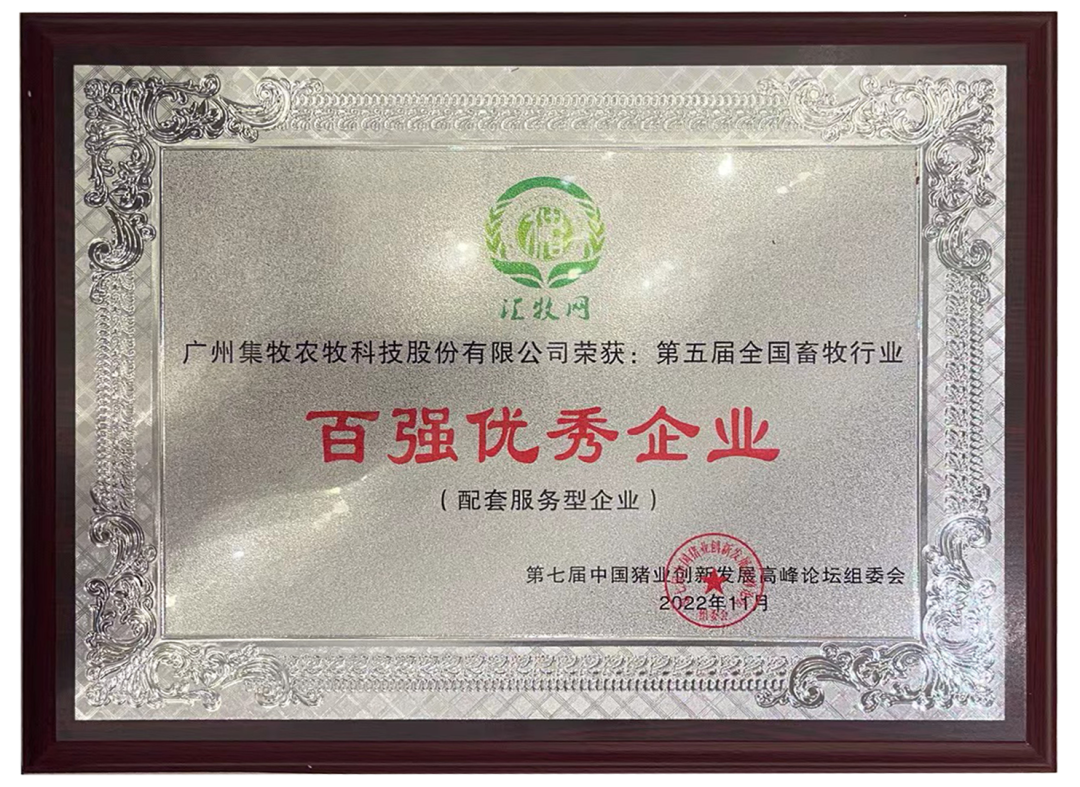 汇牧网
广州集牧农牧科技股份有限公司荣获：第五届全国畜牧行业
百强优秀企业
（配套服务型企业）
第七届中国猪业创新发展高峰论坛组委会
2022年11月
组委会